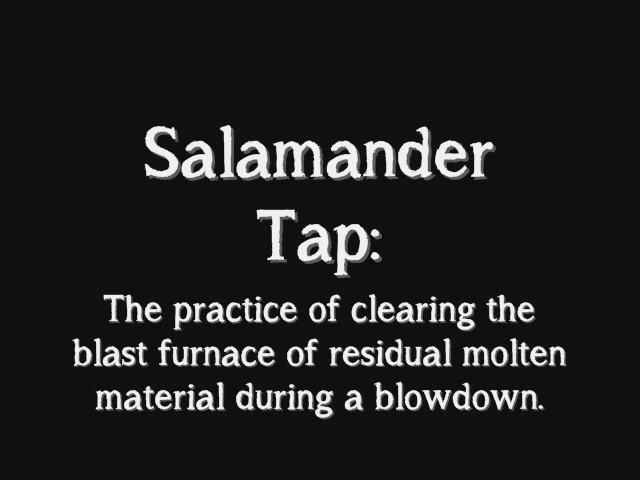 Salamander
Tap:
The practice of clearing the
blast furnace of residual molten
material during a blowdown.